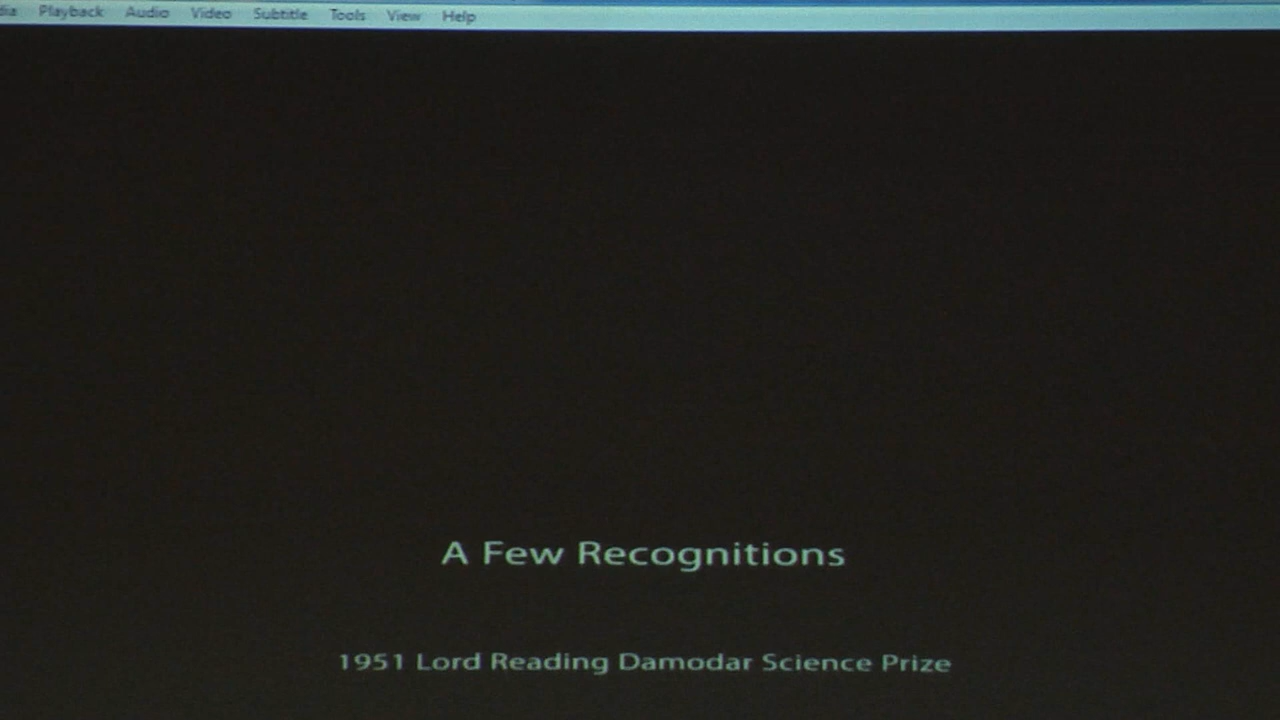 Playback Audio Video Subtitle Tools View Help
A Few Recognitions
1951 Lord Reading Damodar Science Prize